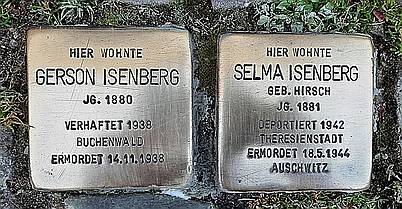 HIER WOHNTE
GERSON ISENBERG
JG. 1880
VERHAFTET 1938
BUCHENWALD
ERMORDET 14.11.1938
HIER WOHNTE
SELMA ISENBERG
GEB. HIRSCH
JG. 1881
DEPORTIERT 1942
THERESIENSTADT
ERMORDET 18.5.1944
AUSCHWITZ